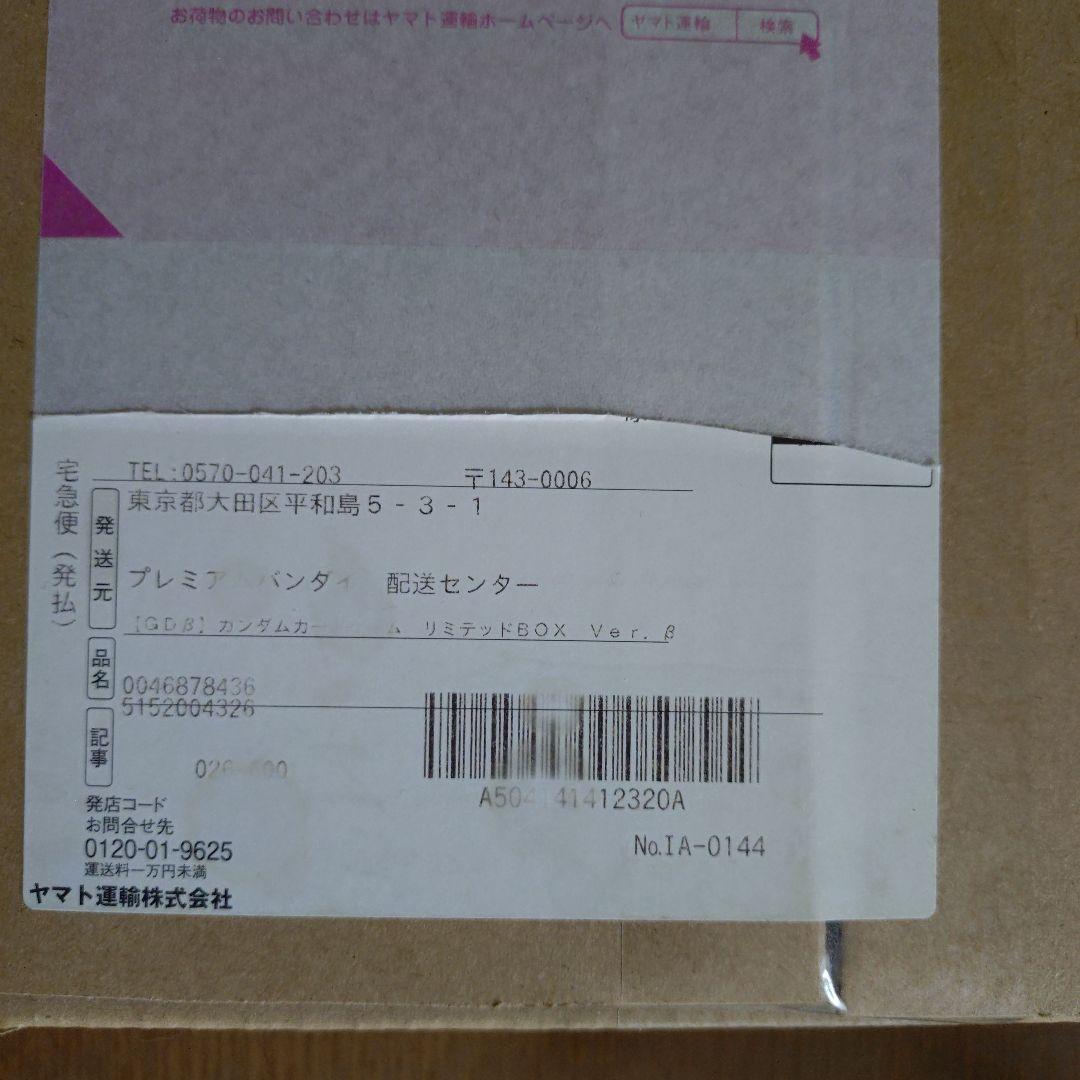 お荷物のお問い合わせはヤマト運輸ホームページへ ヤマト運輸 検索
宅急便(発払)
TEL:0570-041-203 〒143-0006
発送元
東京都大田区平和島5-3-1
プレミア バンダイ 配送センター
品名
【GDβ】ガンダムカー ム リミテッドBOX Ver.β
0046878436
5152004326
記事
A504 141412320A
発店コード
お問合せ先
0120-01-9625
No.IA-0144
運送料一万円未満
ヤマト運輸株式会社